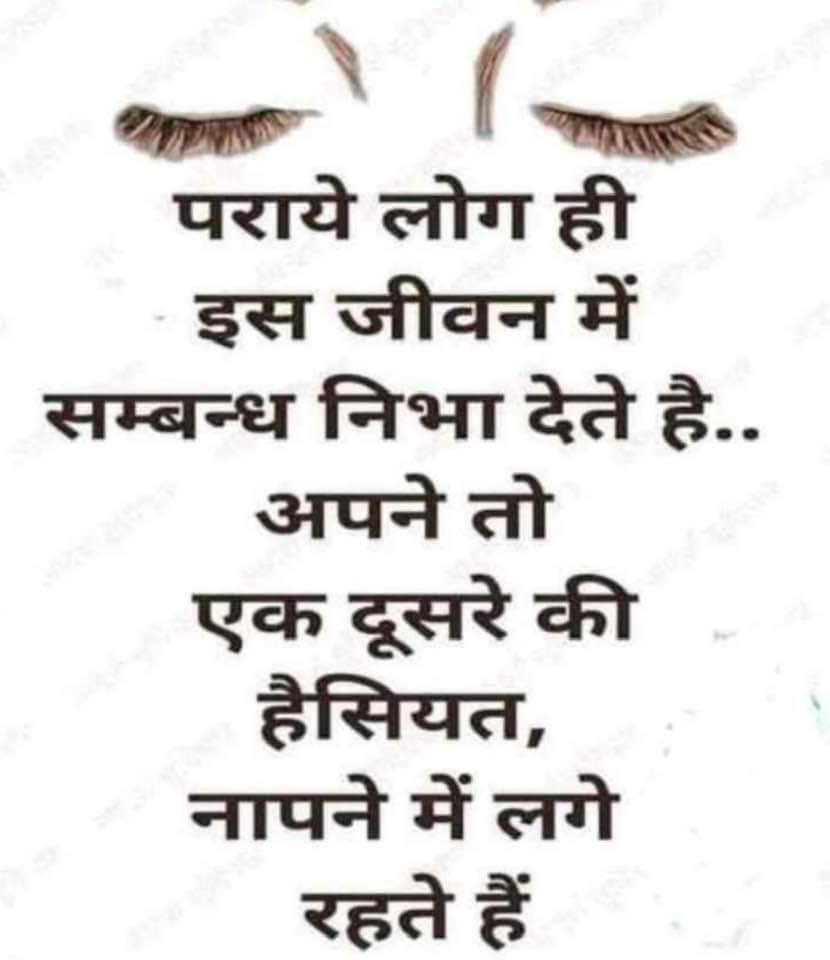 पराये लोग ही
इस जीवन में
सम्बन्ध निभा देते है..
अपने तो
एक दूसरे की
हैसियत,
नापने में लगे
रहते हैं